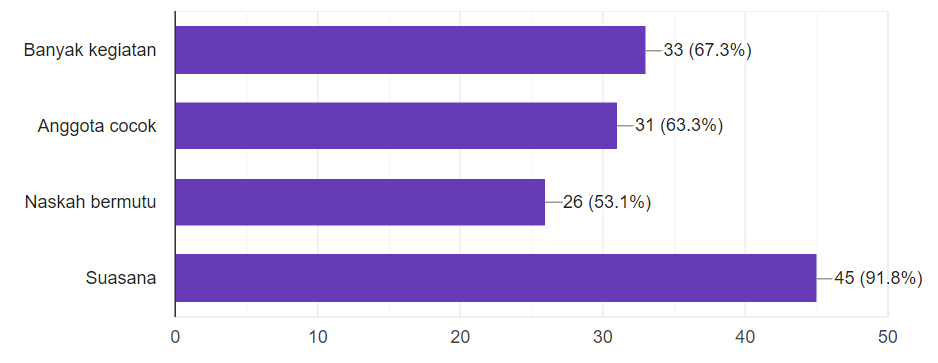 Banyak kegiatan 33 (67.3%)
Anggota cocok 31 (63.3%)
Naskah bermutu 26 (53.1%)
Suasana 45 (91.8%)
0 10 20 30 40 50